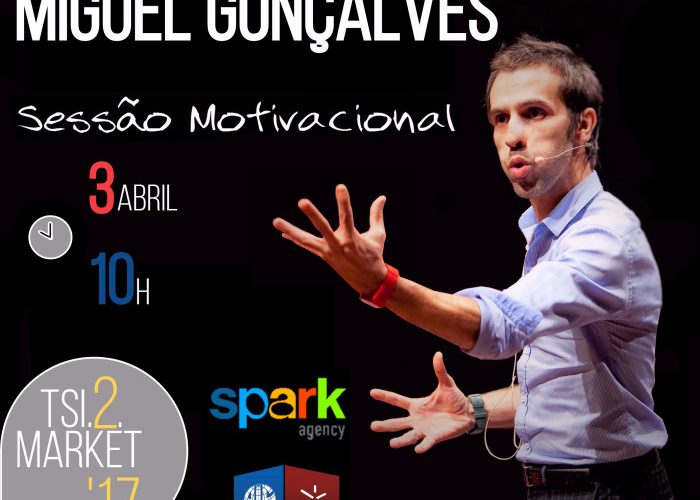 MIGUEL GONÇALVES
Sessão Motivacional
3 ABRIL
10H
TSI.2.
MARKET
'17
spark
agency